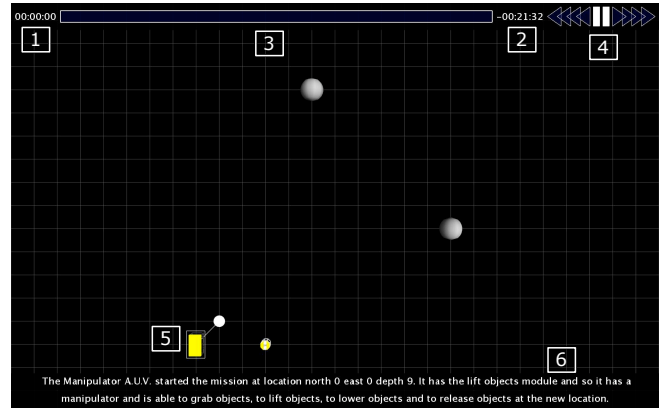 00:00:00 -00:21:32
1 3 2 4
5
6
The Manipulator A.U.V. started the mission at location north 0 east 0 depth 9. It has the lift objects module and so it has a
manipulator and is able to grab objects, to lift objects, to lower objects and to release objects at the new location.